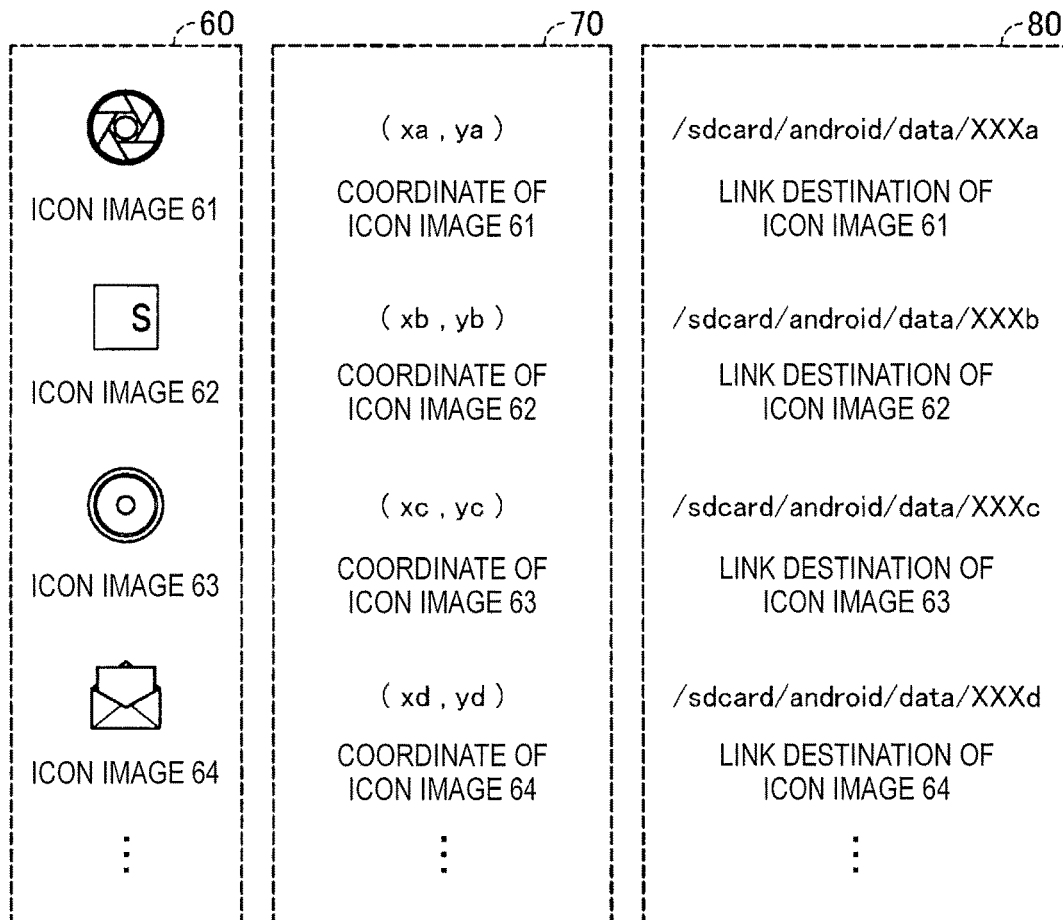 60
70
80
( xa , ya )
/sdcard/android/data/XXXa
ICON IMAGE 61
COORDINATE OF
ICON IMAGE 61
LINK DESTINATION OF
ICON IMAGE 61
S
( xb , yb )
/sdcard/android/data/XXXb
ICON IMAGE 62
COORDINATE OF
ICON IMAGE 62
LINK DESTINATION OF
ICON IMAGE 62
( xc , yc )
/sdcard/android/data/XXXc
ICON IMAGE 63
COORDINATE OF
ICON IMAGE 63
LINK DESTINATION OF
ICON IMAGE 63
( xd , yd )
/sdcard/android/data/XXXd
ICON IMAGE 64
COORDINATE OF
ICON IMAGE 64
LINK DESTINATION OF
ICON IMAGE 64